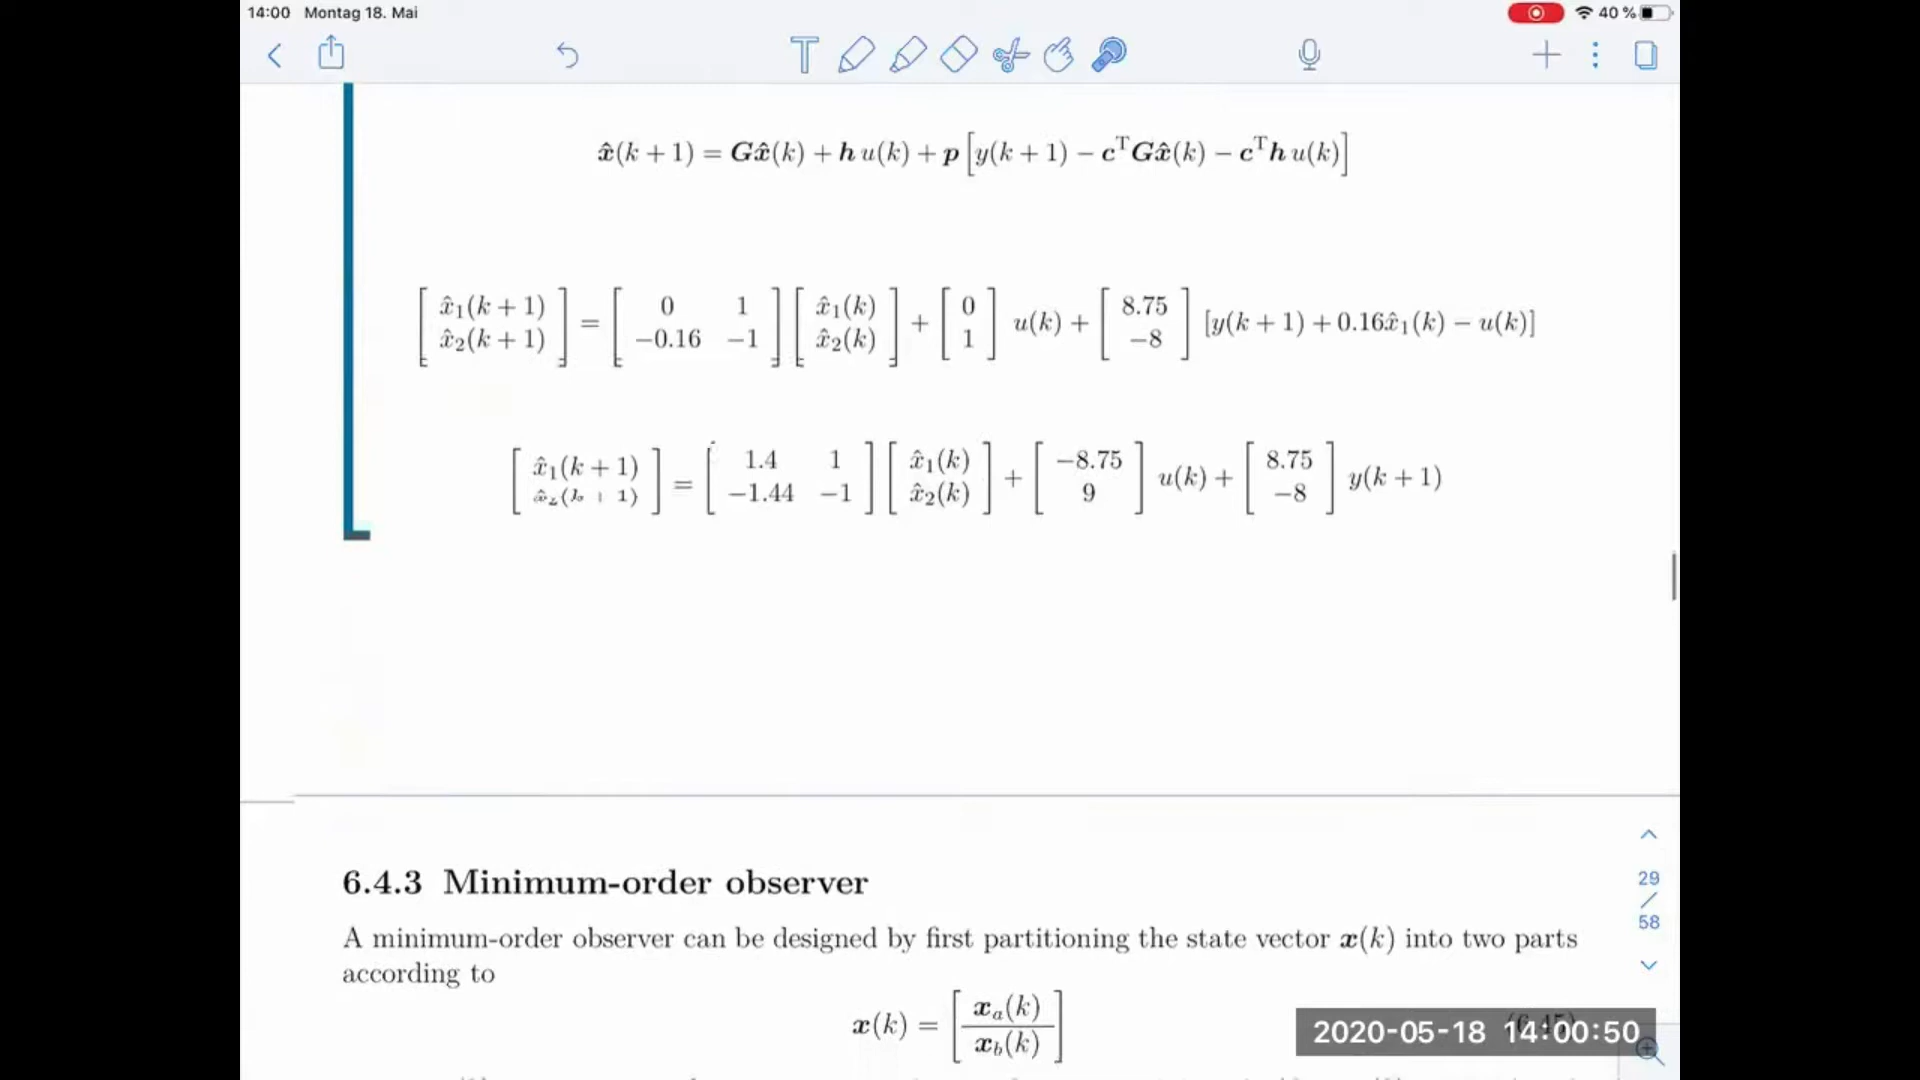 14:00 Montag 18. Mai
40 %
x̂(k + 1) = Gx̂(k) + h u(k) + p [y(k + 1) − cᵀGx̂(k) − cᵀh u(k)]
[ x̂₁(k + 1) ; x̂₂(k + 1) ] = [ 0 1 ; −0.16 −1 ] [ x̂₁(k) ; x̂₂(k) ] + [ 0 ; 1 ] u(k) + [ 8.75 ; −8 ] [y(k + 1) + 0.16x̂₁(k) − u(k)]
[ x̂₁(k + 1) ; x̂₂(k + 1) ] = [ 1.4 1 ; −1.44 −1 ] [ x̂₁(k) ; x̂₂(k) ] + [ −8.75 ; 9 ] u(k) + [ 8.75 ; −8 ] y(k + 1)
6.4.3 Minimum-order observer
29
/
58
A minimum-order observer can be designed by first partitioning the state vector x(k) into two parts
according to
x(k) = [ xₐ(k) ; x_b(k) ]
2020-05-18 14:00:50